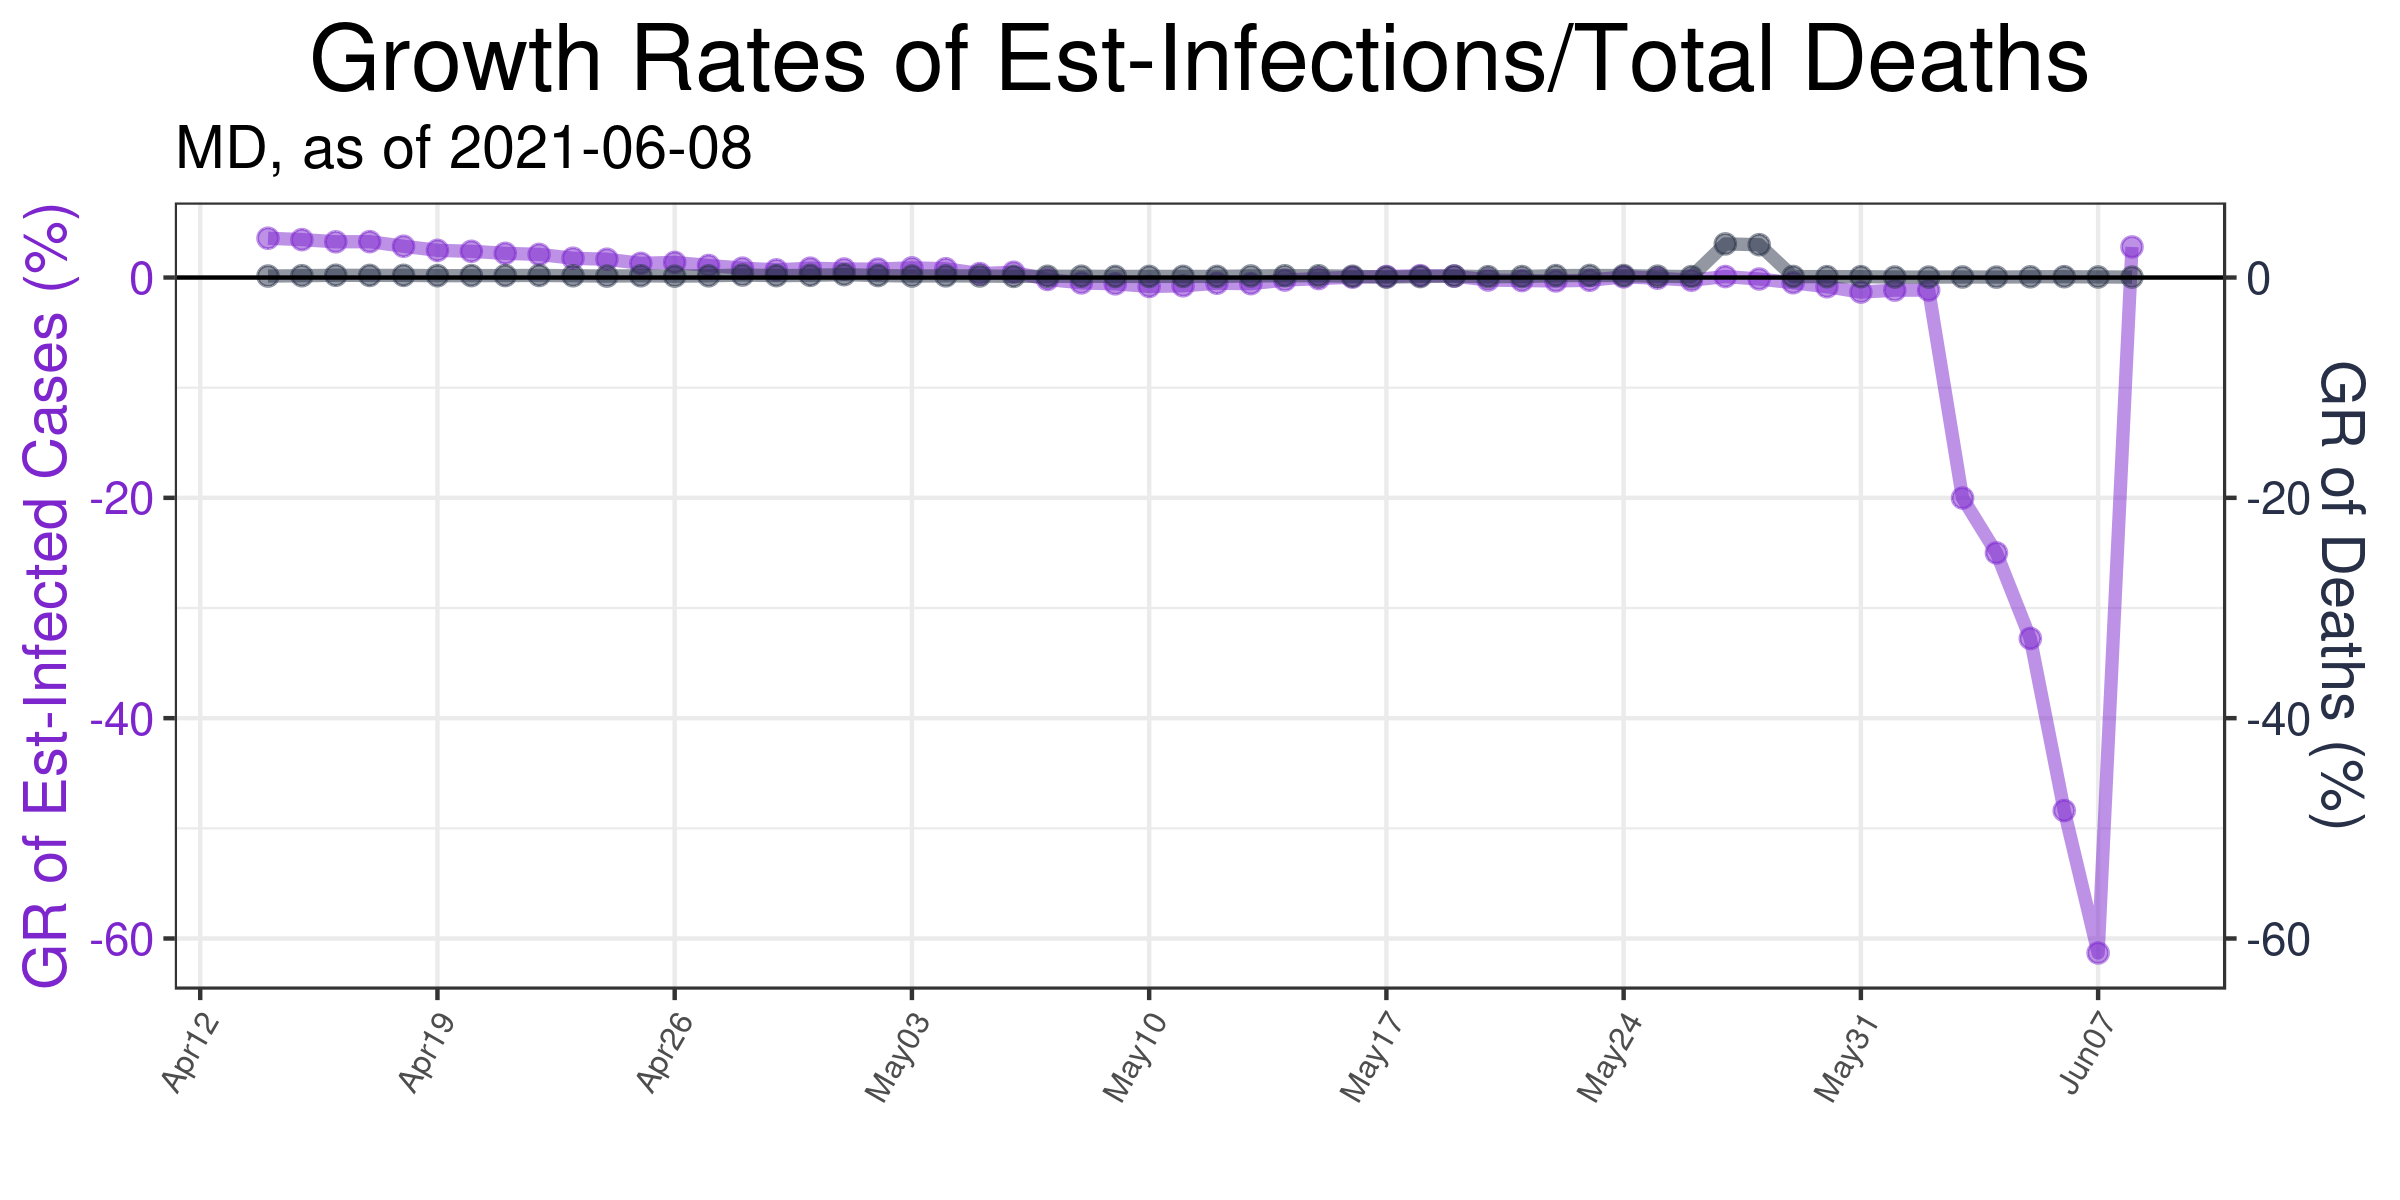 Growth Rates of Est-Infections/Total Deaths
MD, as of 2021-06-08
GR of Est-Infected Cases (%)
0
-20
-40
-60
0
-20
-40
-60
GR of Deaths (%)
Apr12
Apr19
Apr26
May03
May10
May17
May24
May31
Jun07